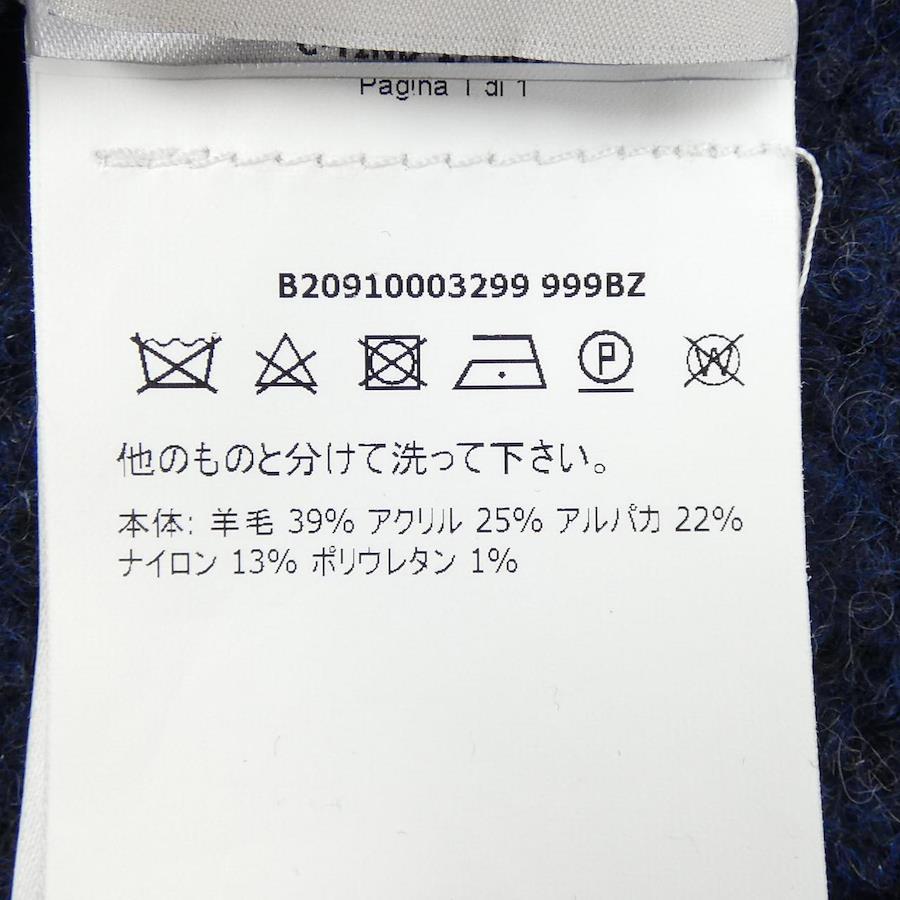 Pagina 1 di 1
B20910003299 999BZ
P
W
他のものと分けて洗って下さい。
本体: 羊毛 39% アクリル 25% アルパカ 22%
ナイロン 13% ポリウレタン 1%